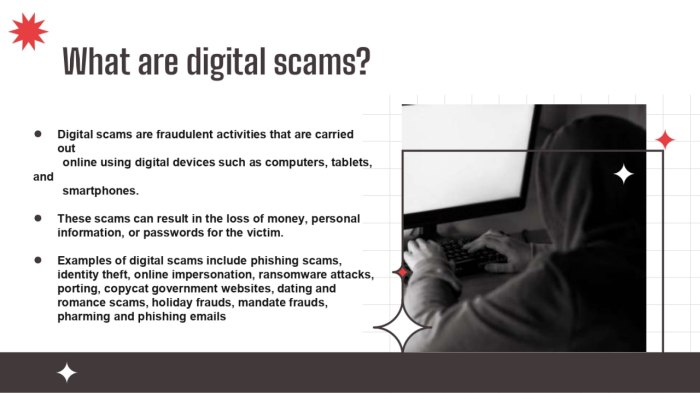 What are digital scams?
● Digital scams are fraudulent activities that are carried
out
online using digital devices such as computers, tablets,
and
smartphones.
● These scams can result in the loss of money, personal
information, or passwords for the victim.
● Examples of digital scams include phishing scams,
identity theft, online impersonation, ransomware attacks,
porting, copycat government websites, dating and
romance scams, holiday frauds, mandate frauds,
pharming and phishing emails